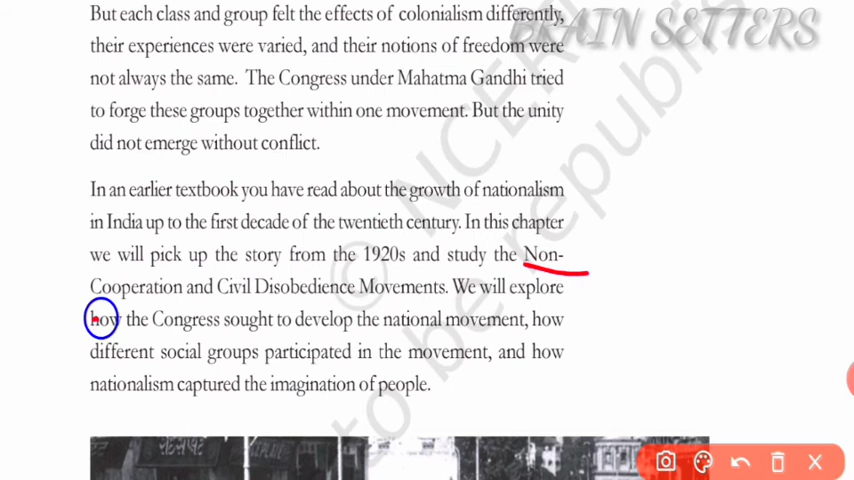 BRAIN SETTERS
But each class and group felt the effects of colonialism differently,
their experiences were varied, and their notions of freedom were
not always the same. The Congress under Mahatma Gandhi tried
to forge these groups together within one movement. But the unity
did not emerge without conflict.
In an earlier textbook you have read about the growth of nationalism
in India up to the first decade of the twentieth century. In this chapter
we will pick up the story from the 1920s and study the Non-
Cooperation and Civil Disobedience Movements. We will explore
how the Congress sought to develop the national movement, how
different social groups participated in the movement, and how
nationalism captured the imagination of people.
© NCERT
to be republis